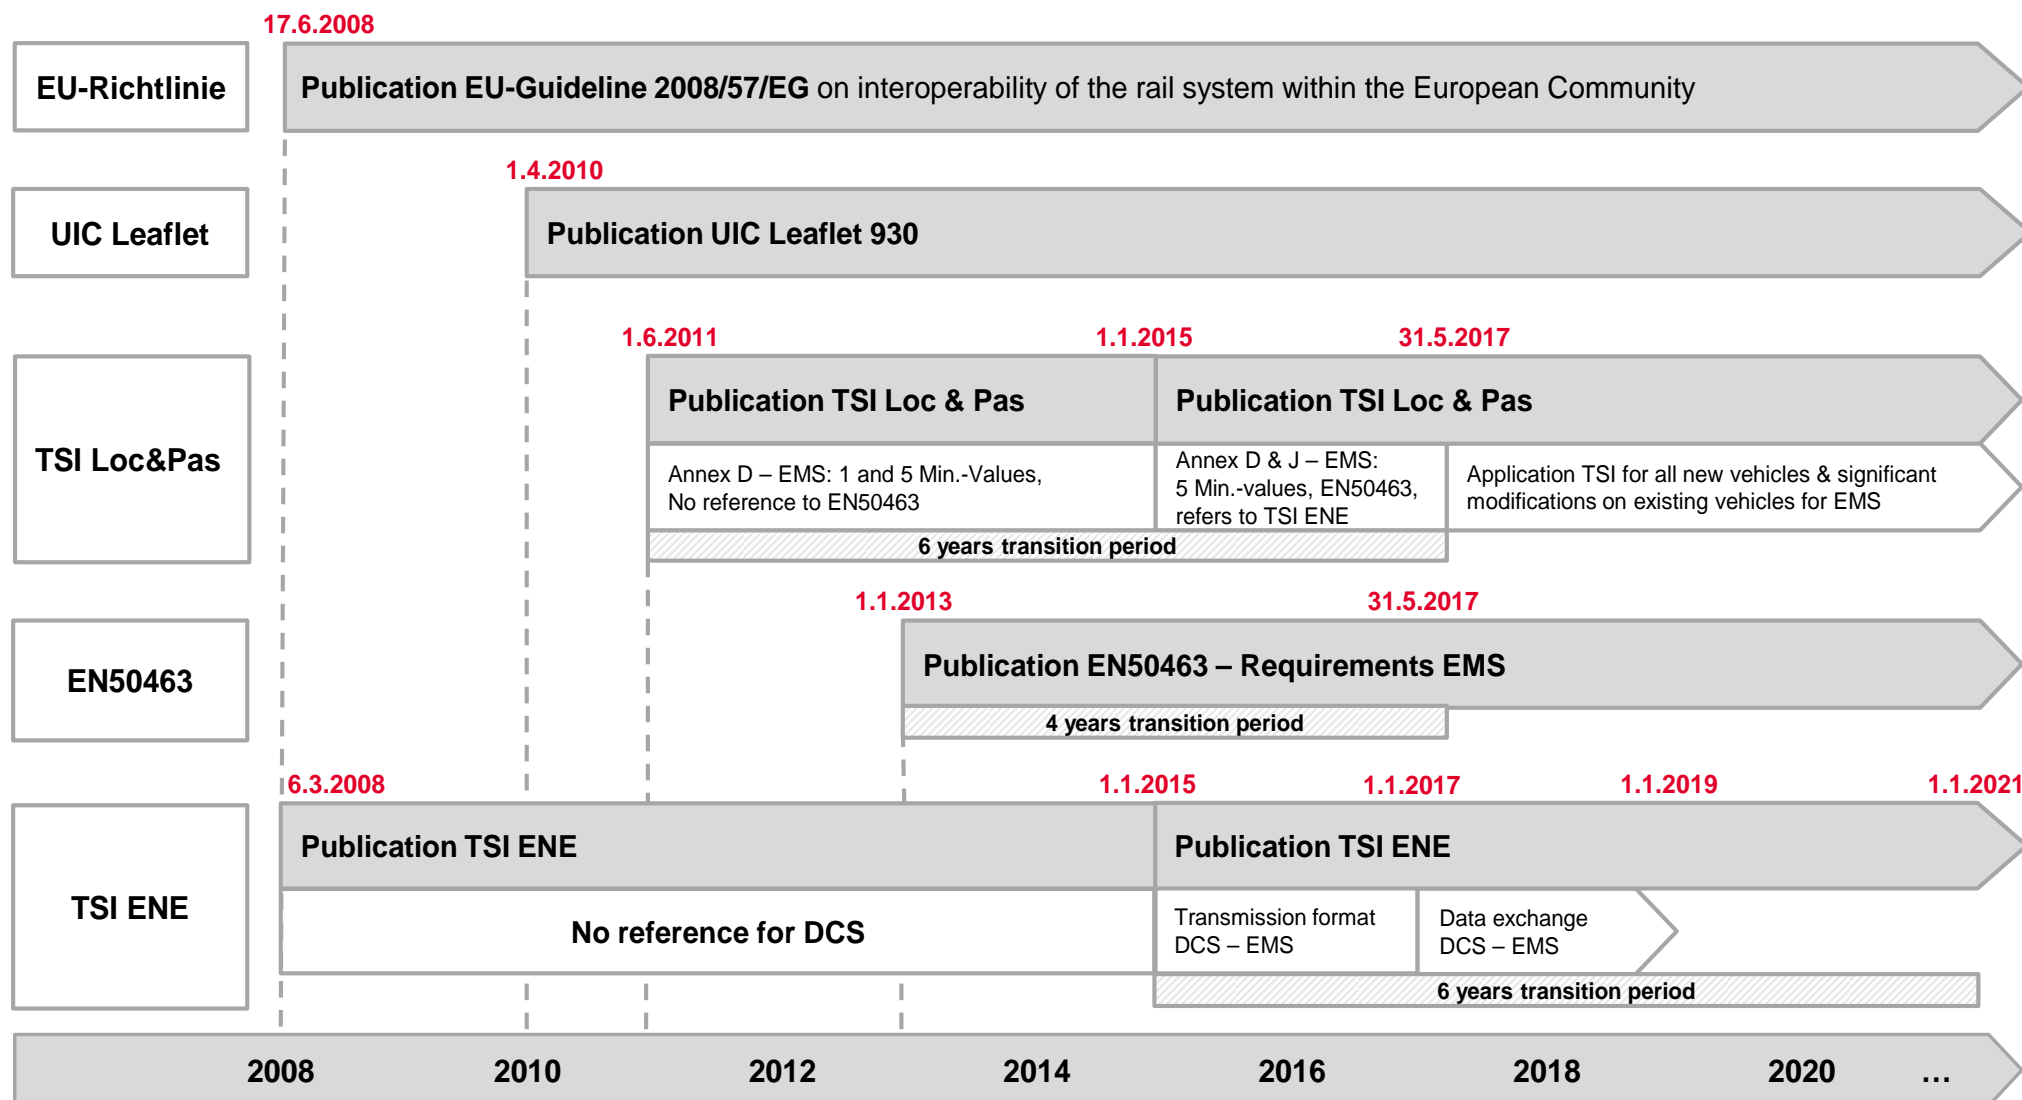 17.6.2008
EU-Richtlinie
Publication EU-Guideline 2008/57/EG on interoperability of the rail system within the European Community
1.4.2010
UIC Leaflet
Publication UIC Leaflet 930
1.6.2011
1.1.2015
31.5.2017
TSI Loc&Pas
Publication TSI Loc & Pas
Publication TSI Loc & Pas
Annex D – EMS: 1 and 5 Min.-Values,
No reference to EN50463
Annex D & J – EMS:
5 Min.-values, EN50463,
refers to TSI ENE
Application TSI for all new vehicles & significant
modifications on existing vehicles for EMS
6 years transition period
1.1.2013
31.5.2017
EN50463
Publication EN50463 – Requirements EMS
4 years transition period
6.3.2008
1.1.2015
1.1.2017
1.1.2019
1.1.2021
TSI ENE
Publication TSI ENE
Publication TSI ENE
No reference for DCS
Transmission format
DCS – EMS
Data exchange
DCS – EMS
6 years transition period
2008
2010
2012
2014
2016
2018
2020
...